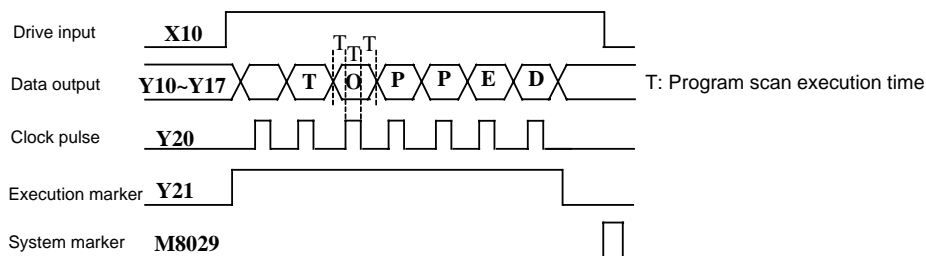 Drive input X10
T T T
Data output Y10~Y17 T O P P E D T: Program scan execution time
Clock pulse Y20
Execution marker Y21
System marker M8029